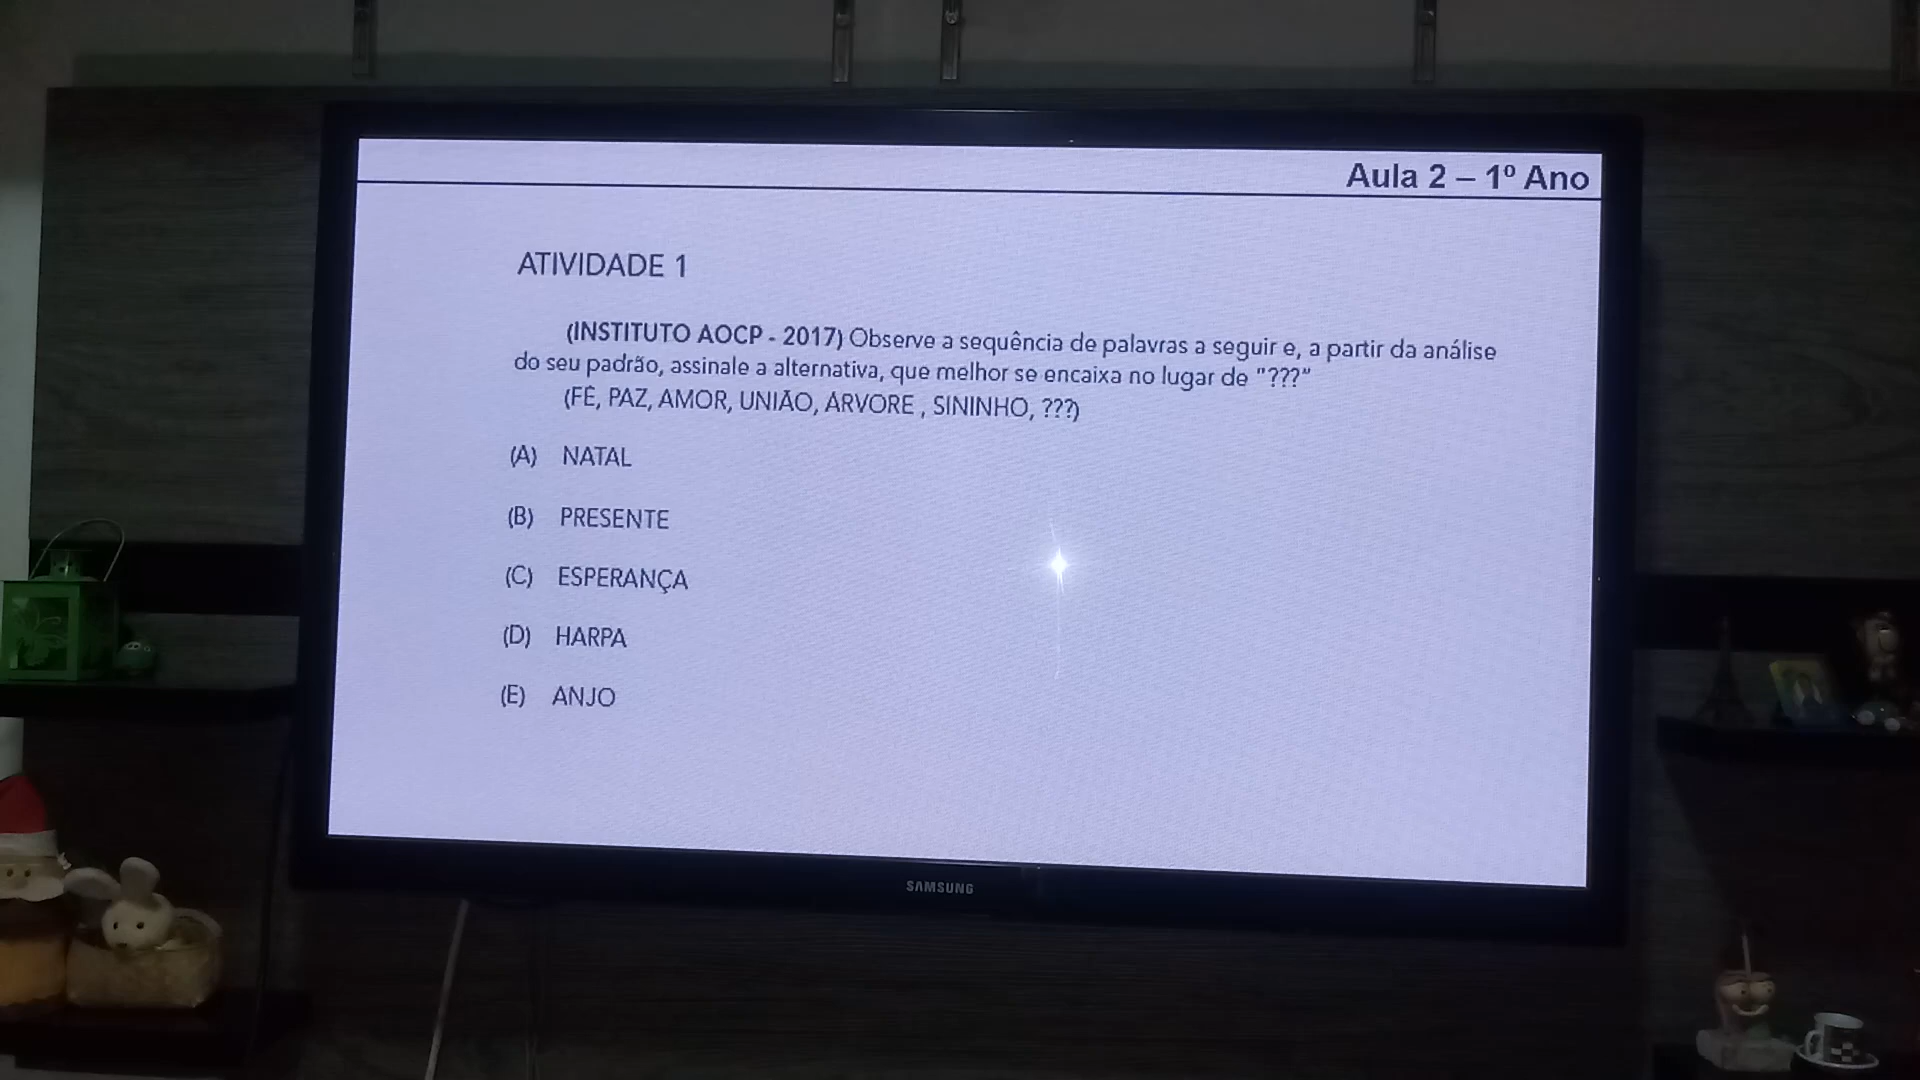 Aula 2 – 1º Ano
ATIVIDADE 1
(INSTITUTO AOCP - 2017) Observe a sequência de palavras a seguir e, a partir da análise
do seu padrão, assinale a alternativa, que melhor se encaixa no lugar de "???"
(FÉ, PAZ, AMOR, UNIÃO, ÁRVORE , SININHO, ???)
(A) NATAL
(B) PRESENTE
(C) ESPERANÇA
(D) HARPA
(E) ANJO
SAMSUNG